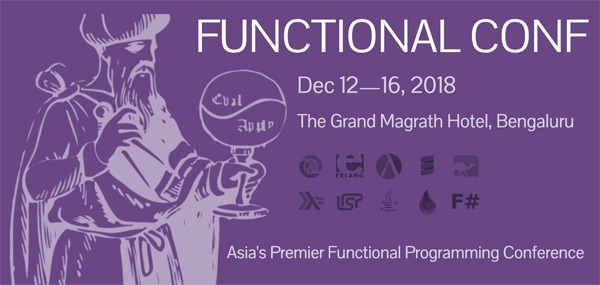 FUNCTIONAL CONF
Dec 12—16, 2018
Eval
Apply
The Grand Magrath Hotel, Bengaluru
ERLANG
LISP
F#
Asia's Premier Functional Programming Conference